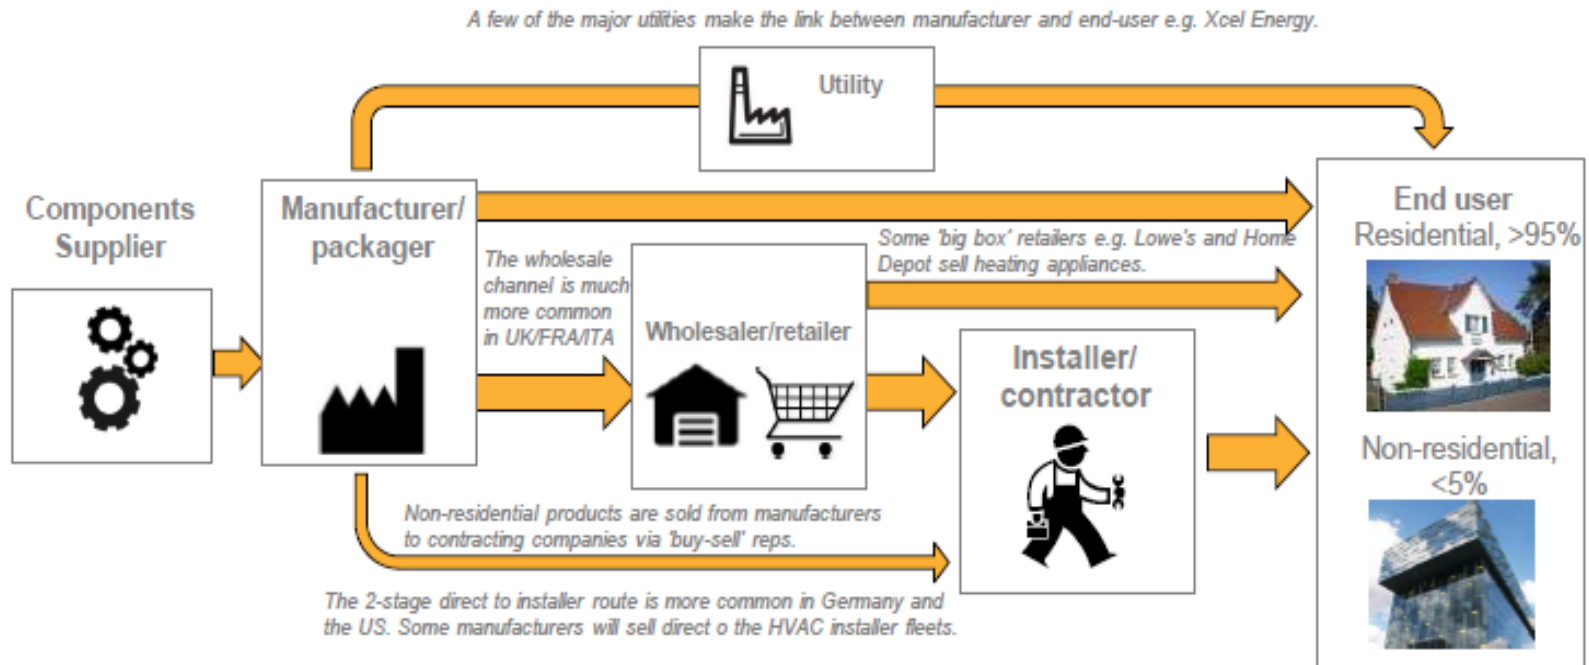 A few of the major utilities make the link between manufacturer and end-user e.g. Xcel Energy.
Utility
Components
Supplier
Manufacturer/
packager
The wholesale
channel is much
more common
in UK/FRA/ITA
Wholesaler/retailer
Some 'big box' retailers e.g. Lowe's and Home
Depot sell heating appliances.
Installer/
contractor
End user
Residential, >95%
Non-residential,
<5%
Non-residential products are sold from manufacturers
to contracting companies via 'buy-sell' reps.
The 2-stage direct to installer route is more common in Germany and
the US. Some manufacturers will sell direct o the HVAC installer fleets.